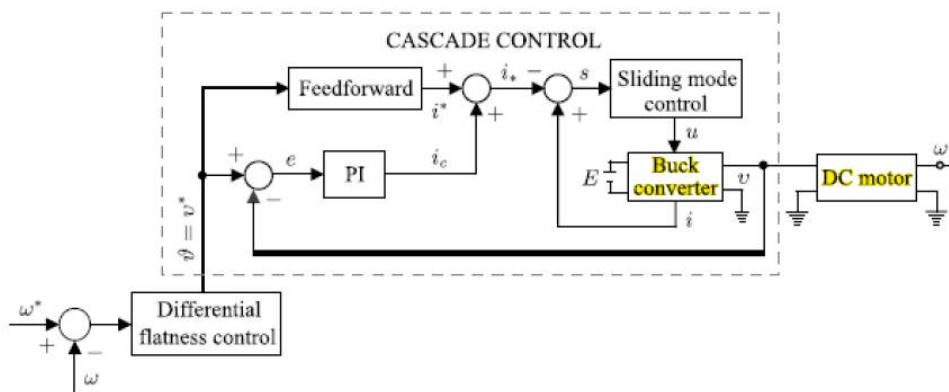 CASCADE CONTROL
Feedforward
+
i*
+
i*
−
+
s
Sliding mode
control
u
+
−
e
PI
i_c
E
Buck
converter
v
i
DC motor
ω
ϑ = υ*
ω*
+
−
ω
Differential
flatness control